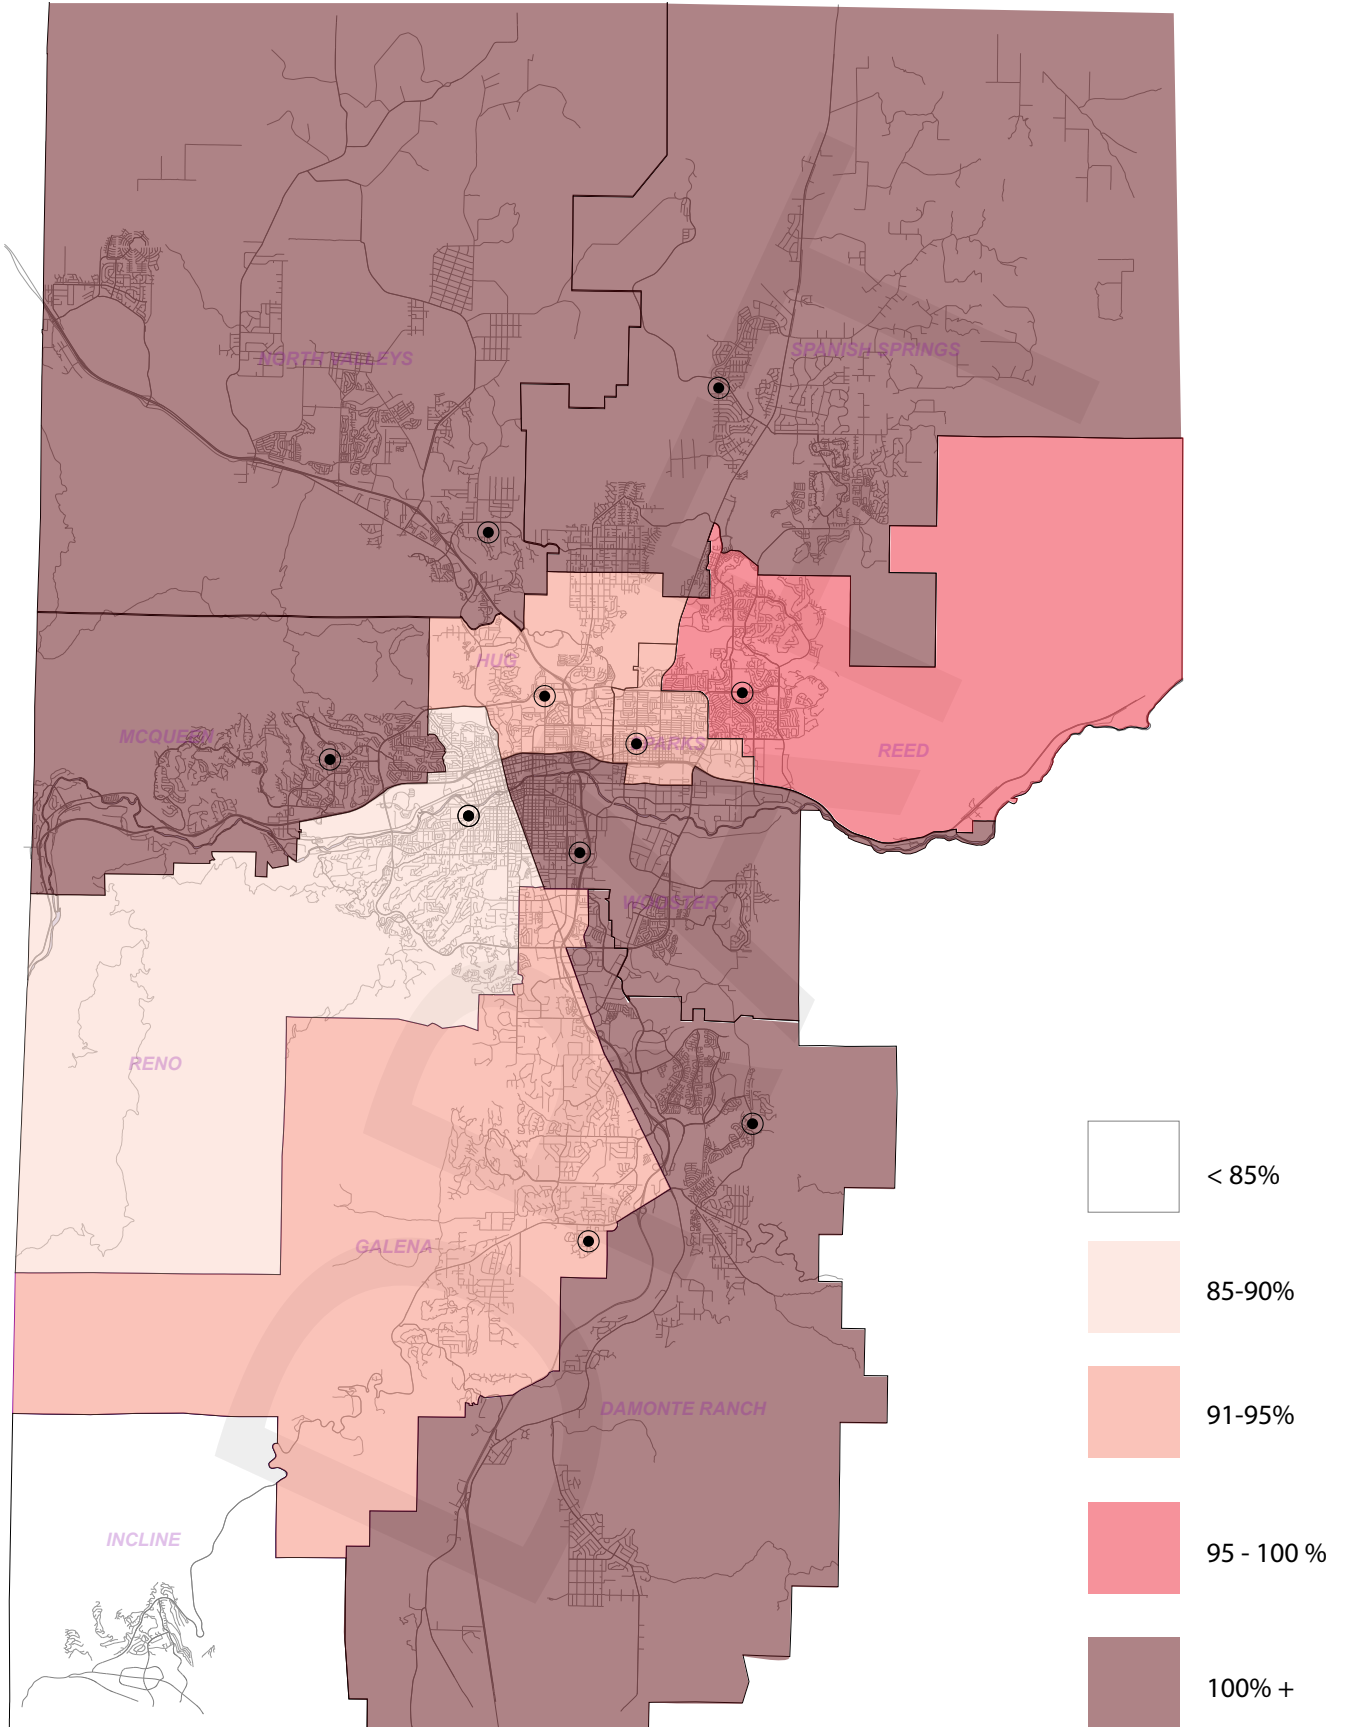 SPANISH SPRINGS
NORTH VALLEYS
HUG
MCQUEEN
SPARKS
REED
WOOSTER
RENO
< 85%
GALENA
85-90%
DAMONTE RANCH
91-95%
INCLINE
95 - 100 %
100% +